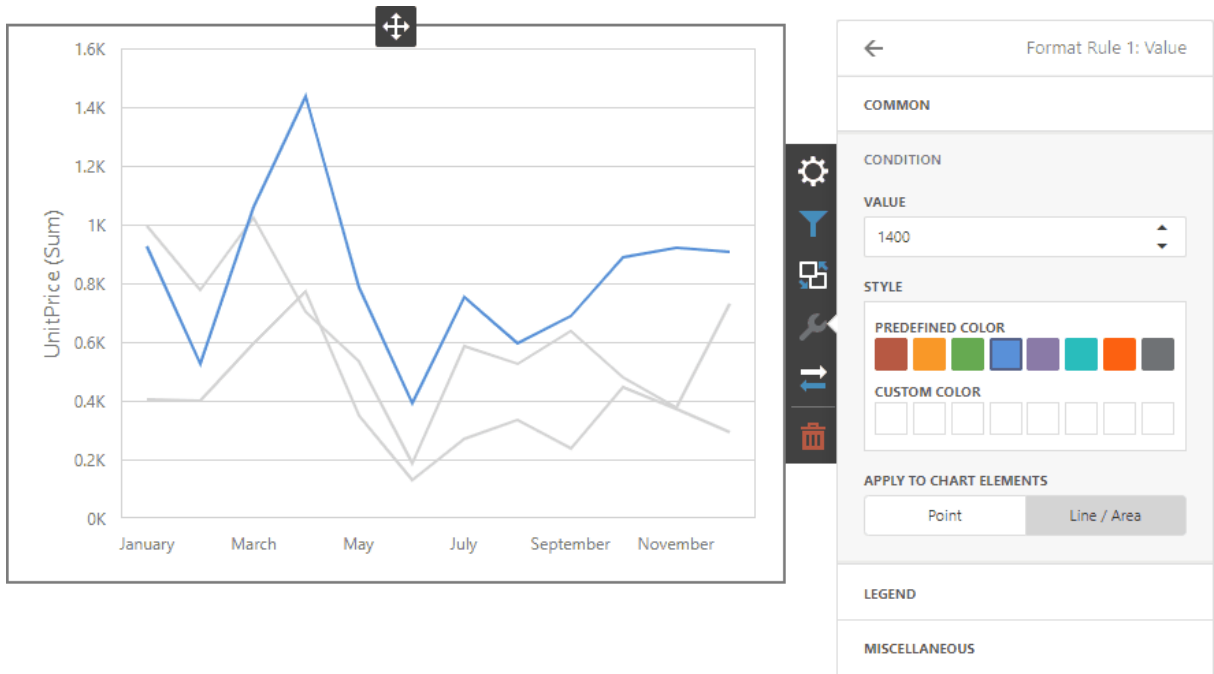 1.6K
1.4K
1.2K
1K
0.8K
0.6K
0.4K
0.2K
0K
UnitPrice (Sum)
January March May July September November
Format Rule 1: Value
COMMON
CONDITION
VALUE
1400
STYLE
PREDEFINED COLOR
CUSTOM COLOR
APPLY TO CHART ELEMENTS
Point Line / Area
LEGEND
MISCELLANEOUS